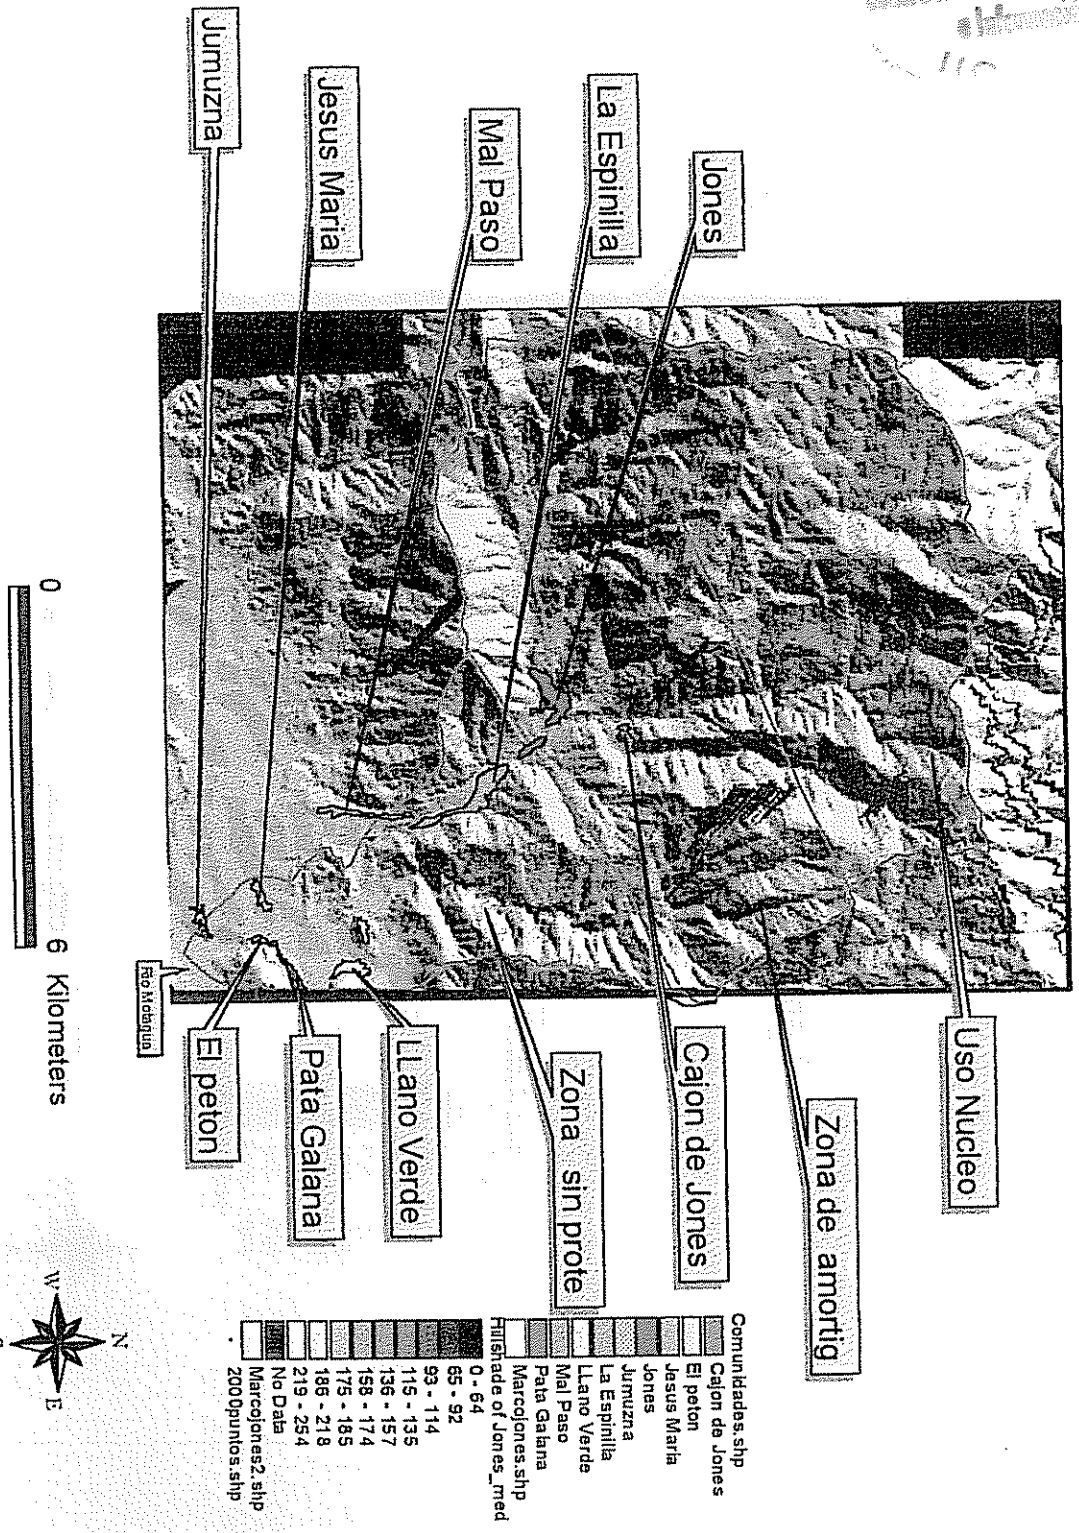 Jones
La Espinilla
Mal Paso
Jesus Maria
Jumuzna
Uso Nucleo
Zona de amortig
Cajon de Jones
Zona sin prote
LLano Verde
Pata Galana
El peton
0
6 Kilometers
Comunidades.shp
Cajon de Jones
El peton
Jesus Maria
Jones
Jumuzna
La Espinilla
LLano Verde
Mal Paso
Pata Galana
Marcojones.shp
Hillshade of Jones_med
0 - 64
65 - 92
93 - 114
115 - 135
136 - 157
158 - 174
175 - 185
186 - 218
219 - 254
No Data
Marcojones2.shp
2000puntos.shp
N
W
E